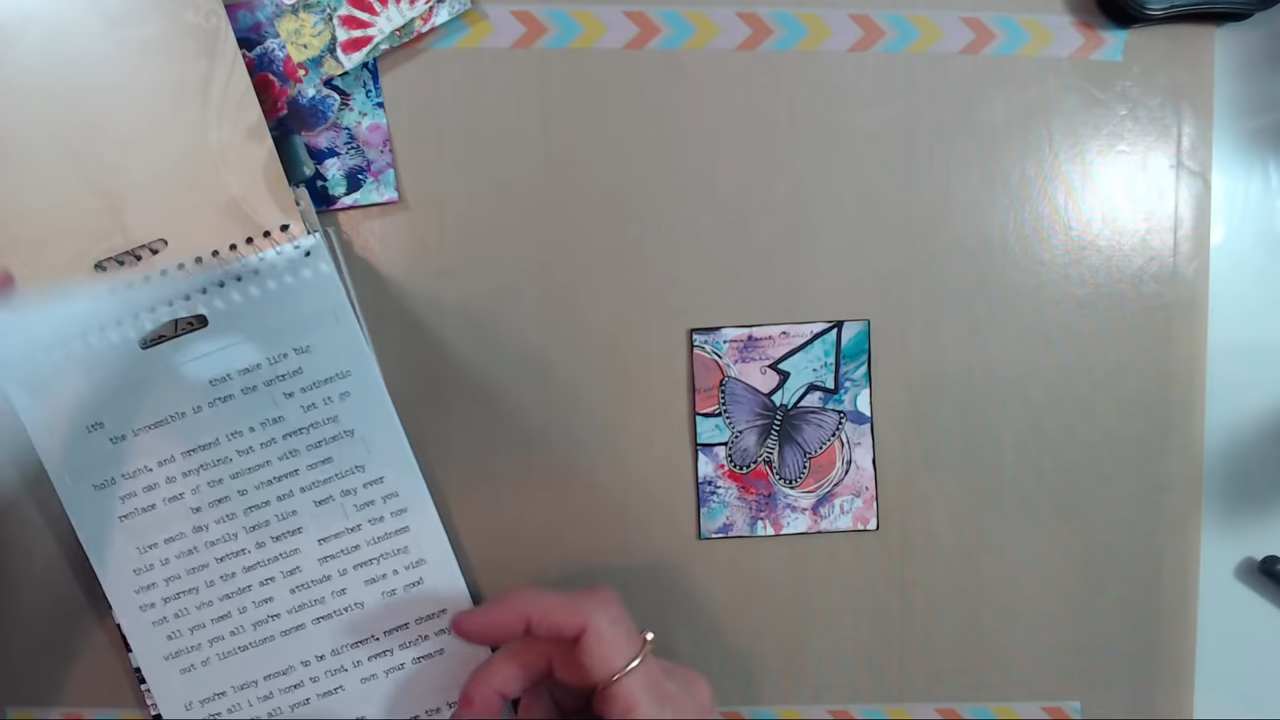 that make life big
it's the impossible is often the untried
be authentic
hold tight, and pretend it's a plan let it go
you can do anything, but not everything
replace fear of the unknown with curiosity
be open to whatever comes
live each day with grace and authenticity
this is what family looks like best day ever
when you know better, do better I love you
the journey is the destination remember the now
not all who wander are lost practice kindness
all you need is love attitude is everything
wishing you all you're wishing for make a wish
out of limitations comes creativity for good
if you're lucky enough to be different, never change
all i had hoped to find, in every single way
all your heart own your dreams